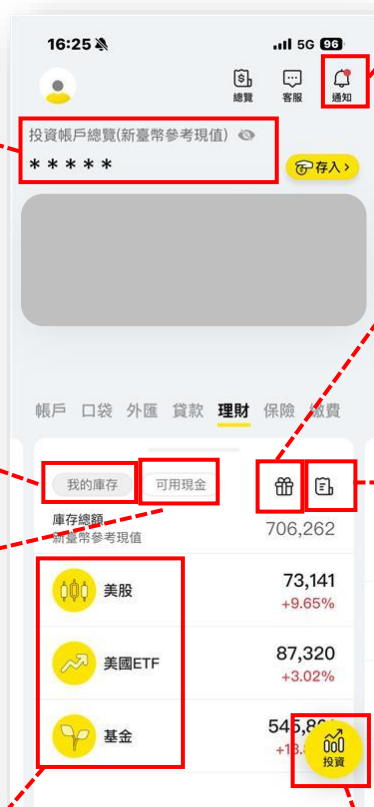 16:25
5G 96
總覽 客服 通知
投資帳戶總覽(新臺幣參考現值)
* * * * *
存入 >
帳戶 口袋 外匯 貸款 理財 保險 繳費
我的庫存 可用現金
庫存總額
新臺幣參考現值
706,262
美股
73,141
+9.65%
美國ETF
87,320
+3.02%
基金
投資